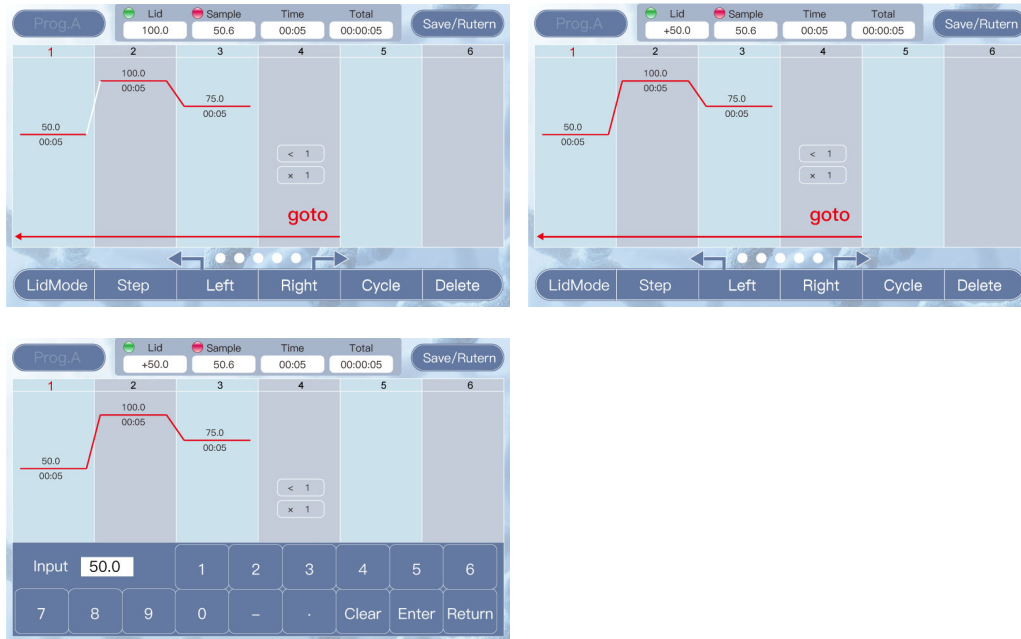 Prog.A Lid Sample Time Total Save/Rutern
100.0 50.6 00:05 00:00:05
1 2 3 4 5 6
100.0
00:05
75.0
00:05
50.0
00:05
< 1
× 1
goto
LidMode Step Left Right Cycle Delete
Prog.A Lid Sample Time Total Save/Rutern
+50.0 50.6 00:05 00:00:05
1 2 3 4 5 6
100.0
00:05
75.0
00:05
50.0
00:05
< 1
× 1
goto
LidMode Step Left Right Cycle Delete
Prog.A Lid Sample Time Total Save/Rutern
+50.0 50.6 00:05 00:00:05
1 2 3 4 5 6
100.0
00:05
75.0
00:05
50.0
00:05
< 1
× 1
Input 50.0 1 2 3 4 5 6
7 8 9 0 – · Clear Enter Return